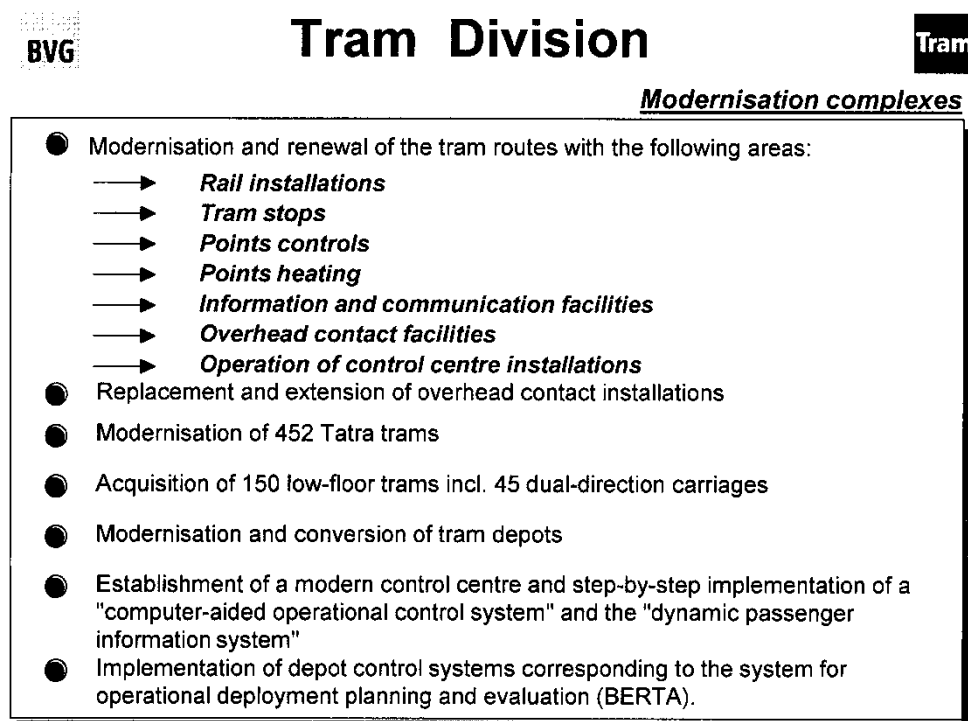 BVG
Tram Division
Tram
Modernisation complexes
Modernisation and renewal of the tram routes with the following areas:
Rail installations
Tram stops
Points controls
Points heating
Information and communication facilities
Overhead contact facilities
Operation of control centre installations
Replacement and extension of overhead contact installations
Modernisation of 452 Tatra trams
Acquisition of 150 low-floor trams incl. 45 dual-direction carriages
Modernisation and conversion of tram depots
Establishment of a modern control centre and step-by-step implementation of a
"computer-aided operational control system" and the "dynamic passenger
information system"
Implementation of depot control systems corresponding to the system for
operational deployment planning and evaluation (BERTA).